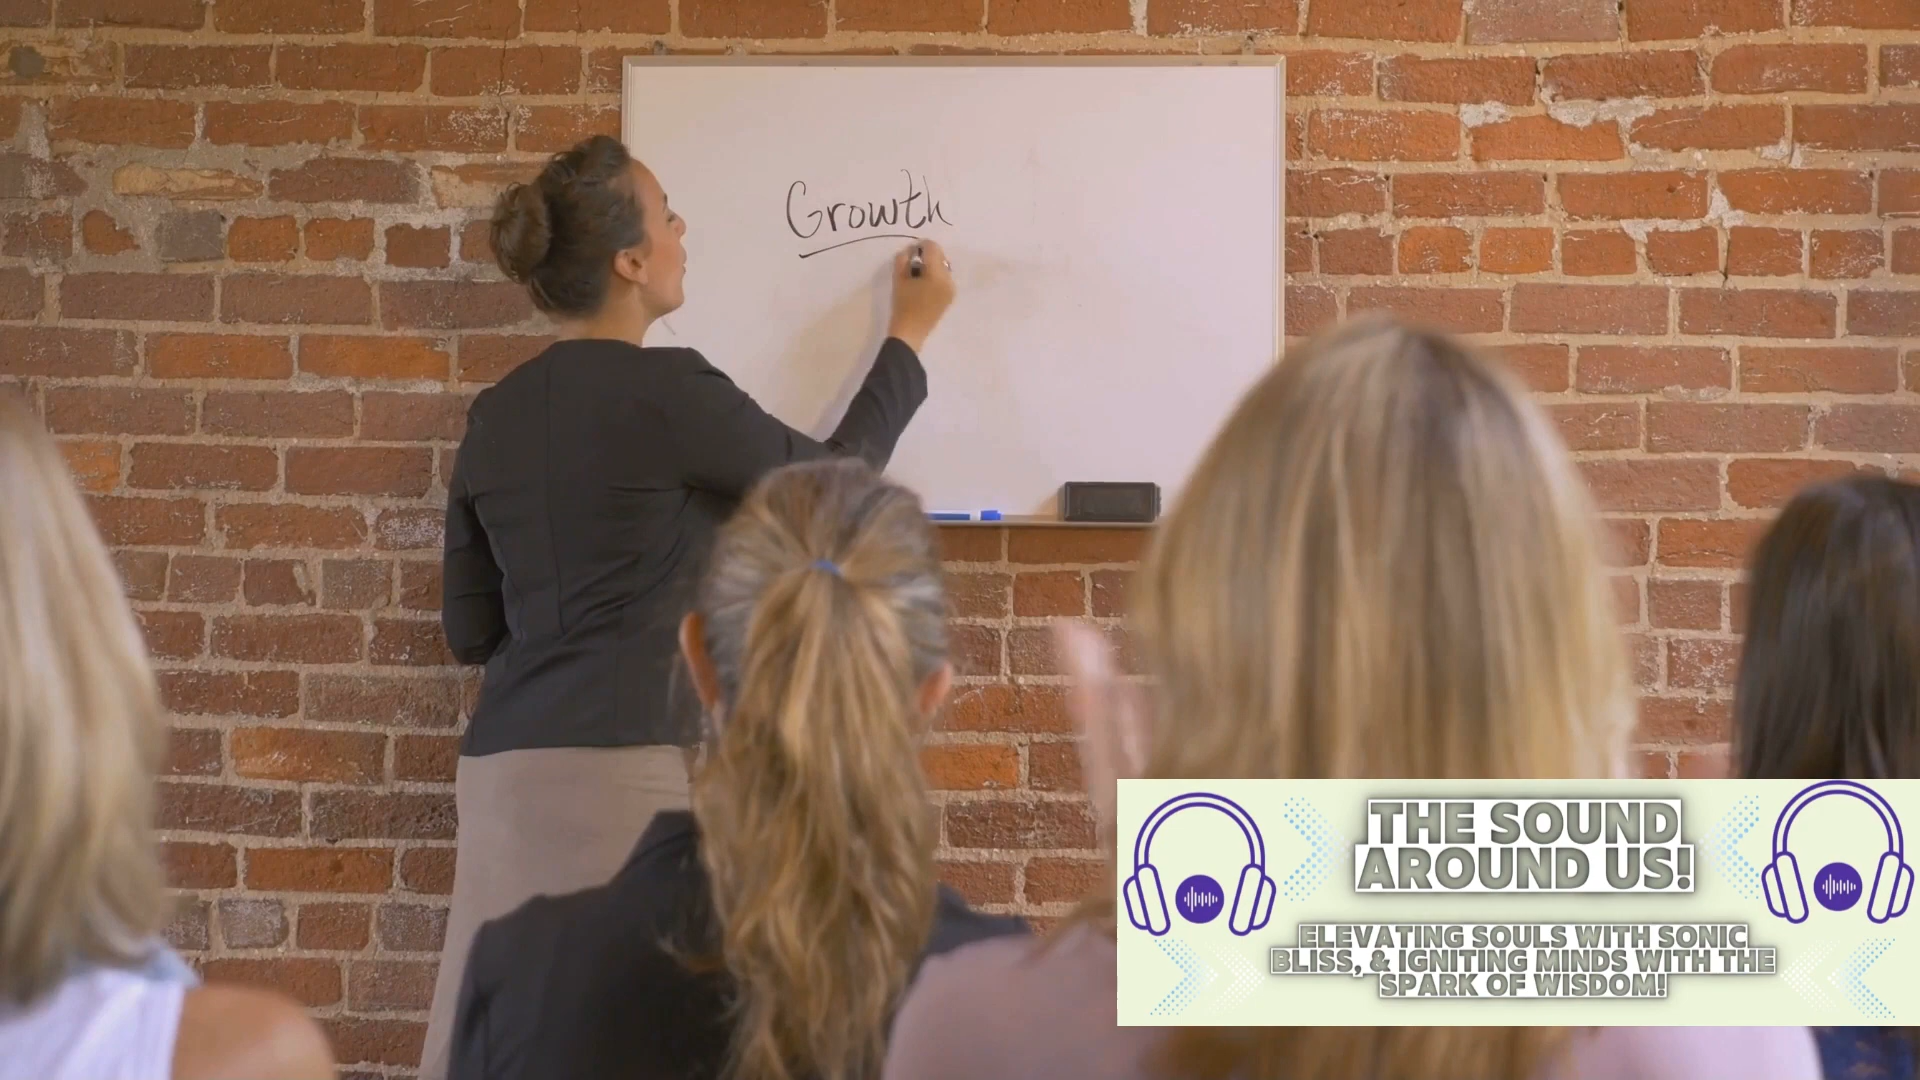 Growth
THE SOUND
AROUND US!
ELEVATING SOULS WITH SONIC
BLISS, & IGNITING MINDS WITH THE
SPARK OF WISDOM!